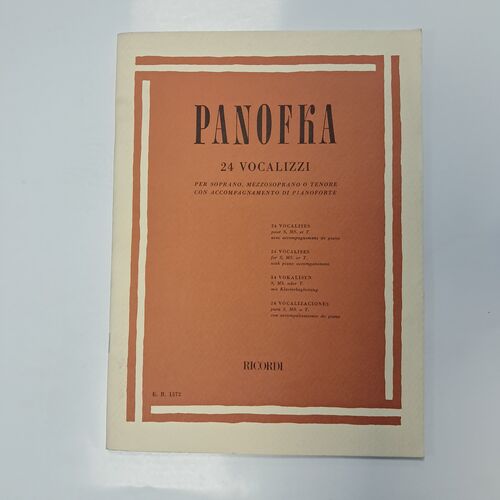 PANOFKA
24 VOCALIZZI
PER SOPRANO, MEZZOSOPRANO O TENORE
CON ACCOMPAGNAMENTO DI PIANOFORTE
24 VOCALISES
pour S, MS. et T.
avec accompagnement de piano
24 VOCALISES
for S, MS. or T.
with piano accompaniment
24 VOKALISEN
S, MS. oder T.
mit Klavierbegleitung
24 VOCALIZACIONES
para S, MS. o T.
con acompañamiento de piano
RICORDI
E. R. 1572